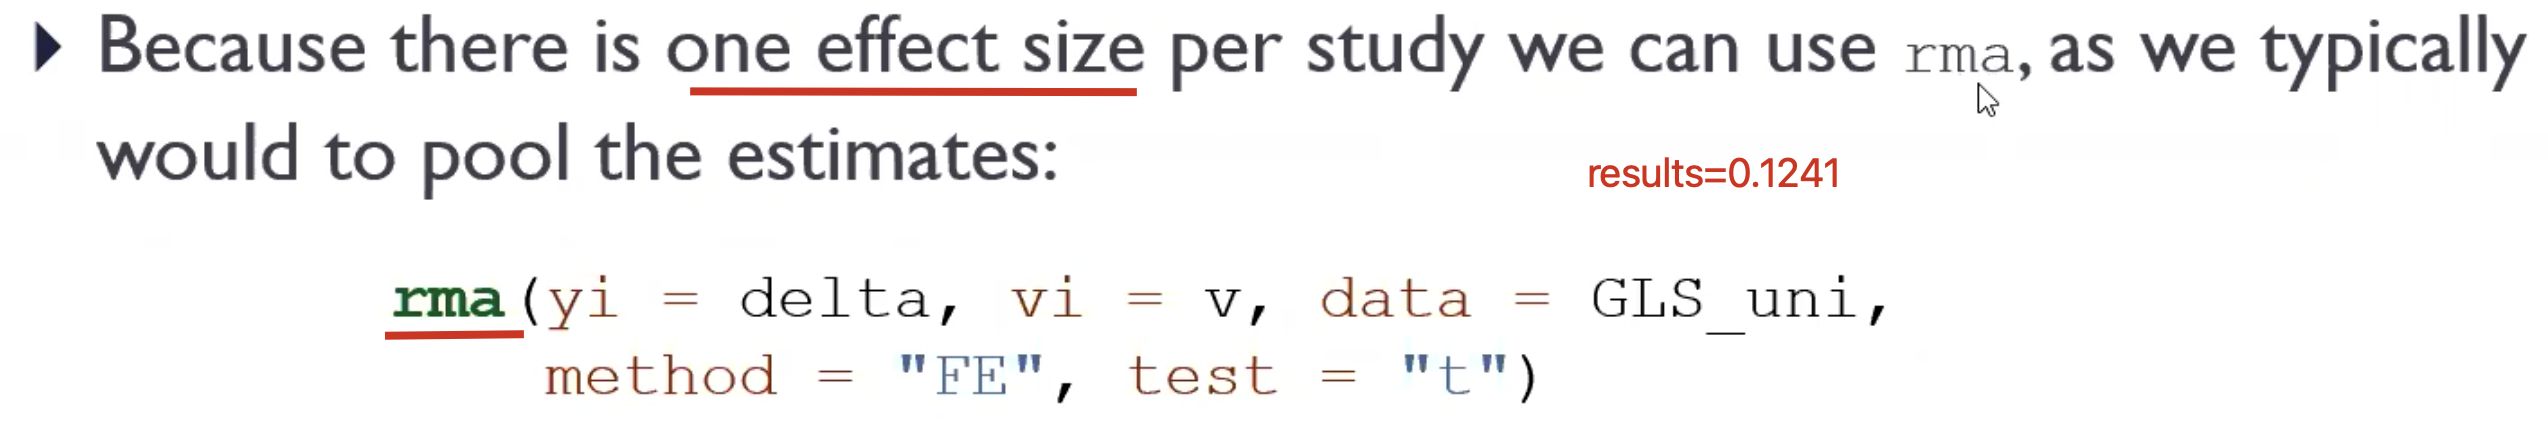 Because there is one effect size per study we can use rma, as we typically
would to pool the estimates:
results=0.1241
rma(yi = delta, vi = v, data = GLS_uni,
method = "FE", test = "t")